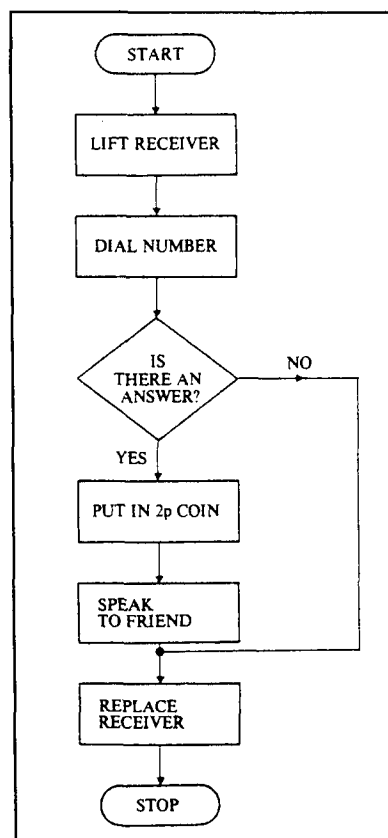 START
LIFT RECEIVER
DIAL NUMBER
IS
THERE AN
ANSWER?
NO
YES
PUT IN 2p COIN
SPEAK
TO FRIEND
REPLACE
RECEIVER
STOP